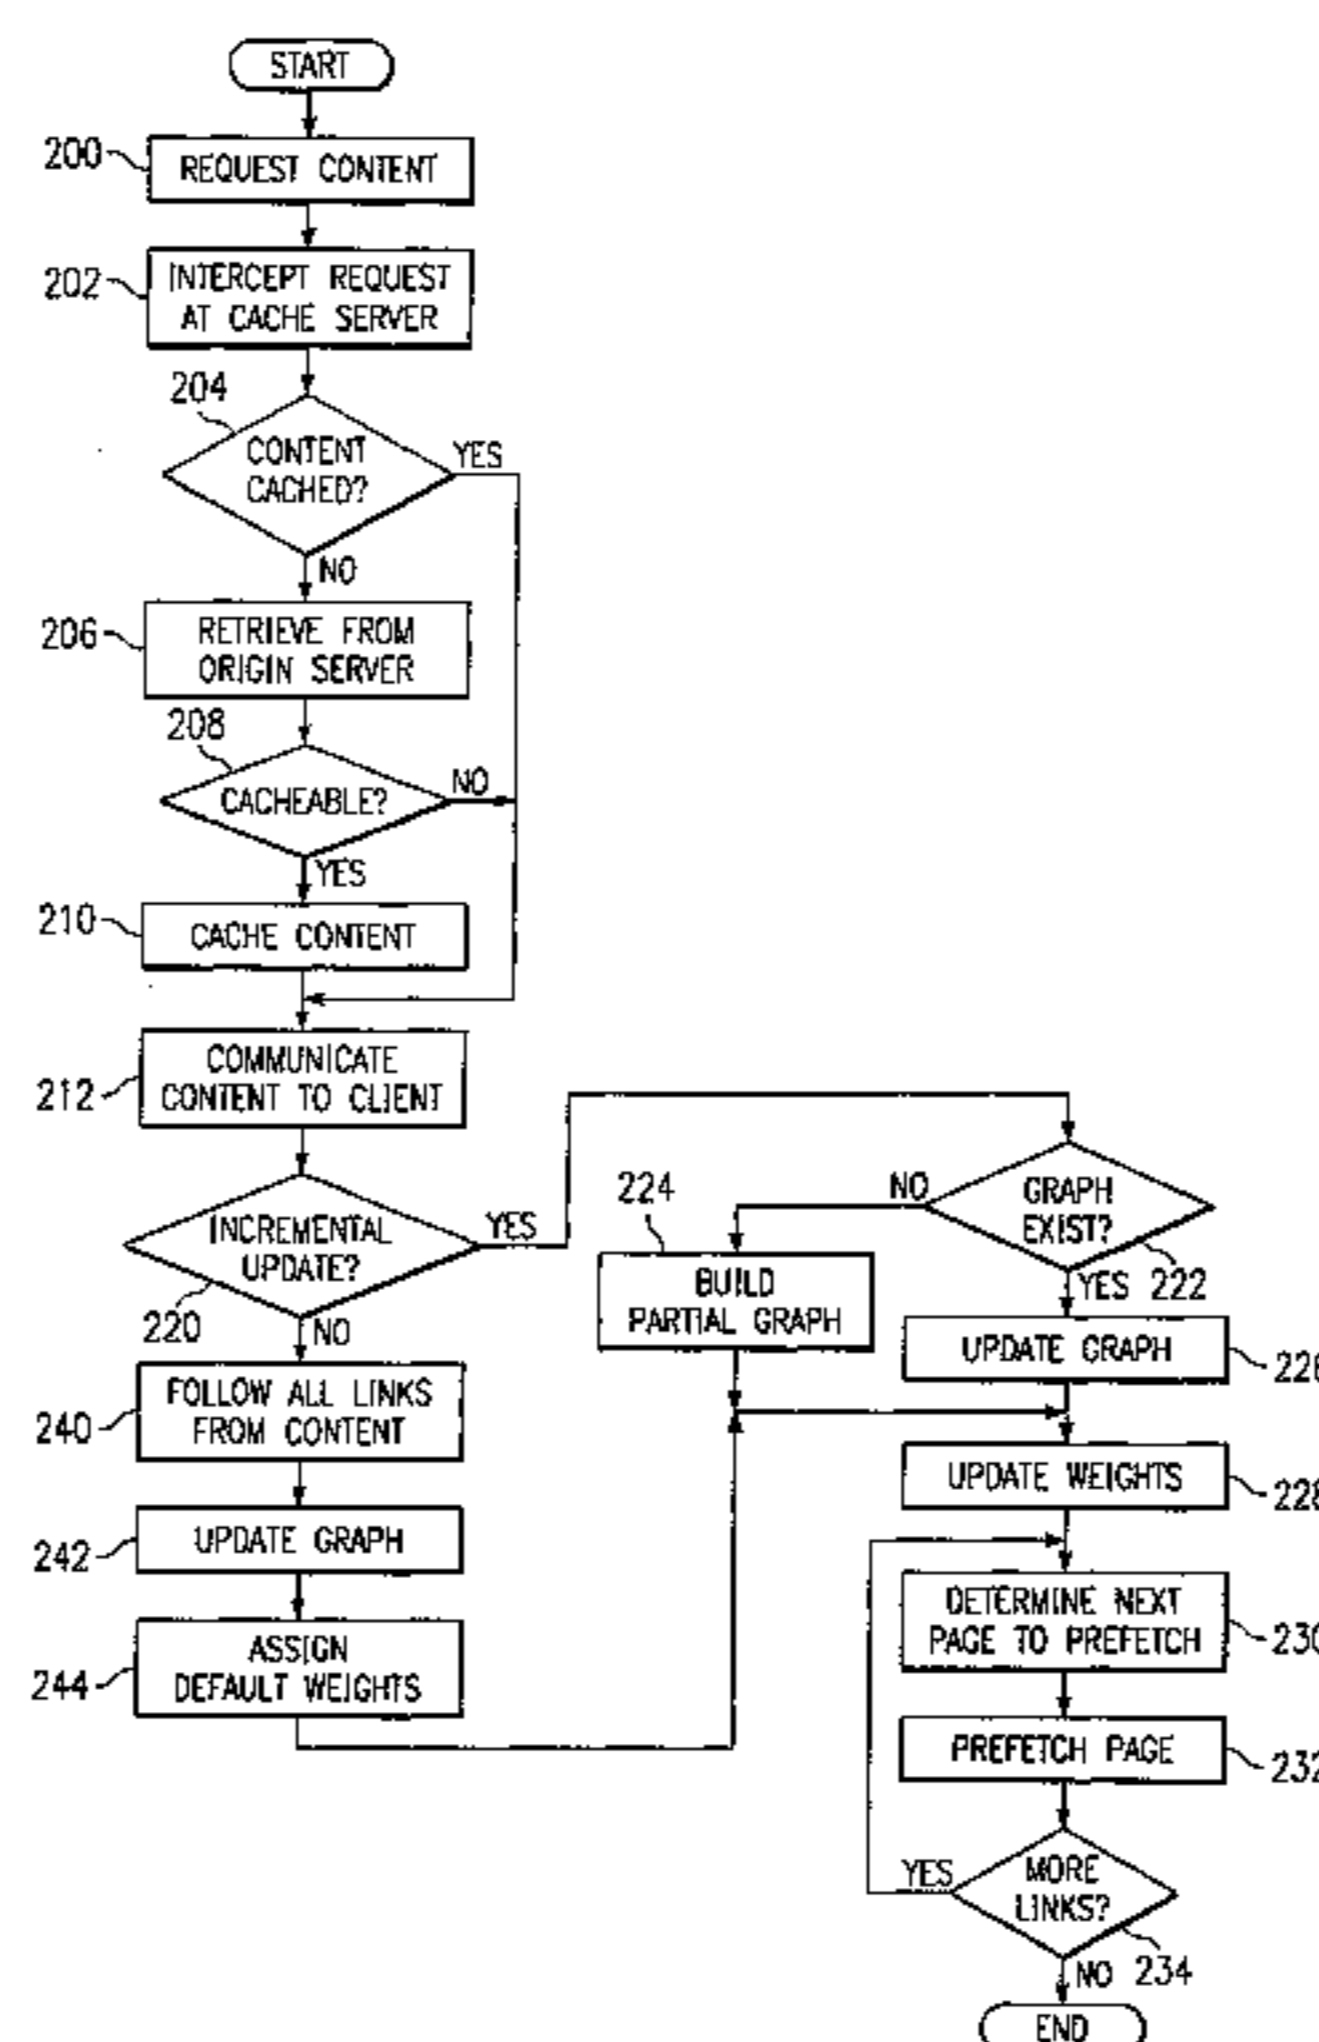 START
200
REQUEST CONTENT
202
INTERCEPT REQUEST
AT CACHE SERVER
204
CONTENT
CACHED?
YES
NO
206
RETRIEVE FROM
ORIGIN SERVER
208
CACHEABLE?
NO
YES
210
CACHE CONTENT
212
COMMUNICATE
CONTENT TO CLIENT
INCREMENTAL
UPDATE?
YES
220
NO
240
FOLLOW ALL LINKS
FROM CONTENT
242
UPDATE GRAPH
244
ASSIGN
DEFAULT WEIGHTS
GRAPH
EXIST?
NO
YES
222
224
BUILD
PARTIAL GRAPH
UPDATE GRAPH
226
UPDATE WEIGHTS
228
DETERMINE NEXT
PAGE TO PREFETCH
230
PREFETCH PAGE
232
MORE
LINKS?
YES
234
NO
END